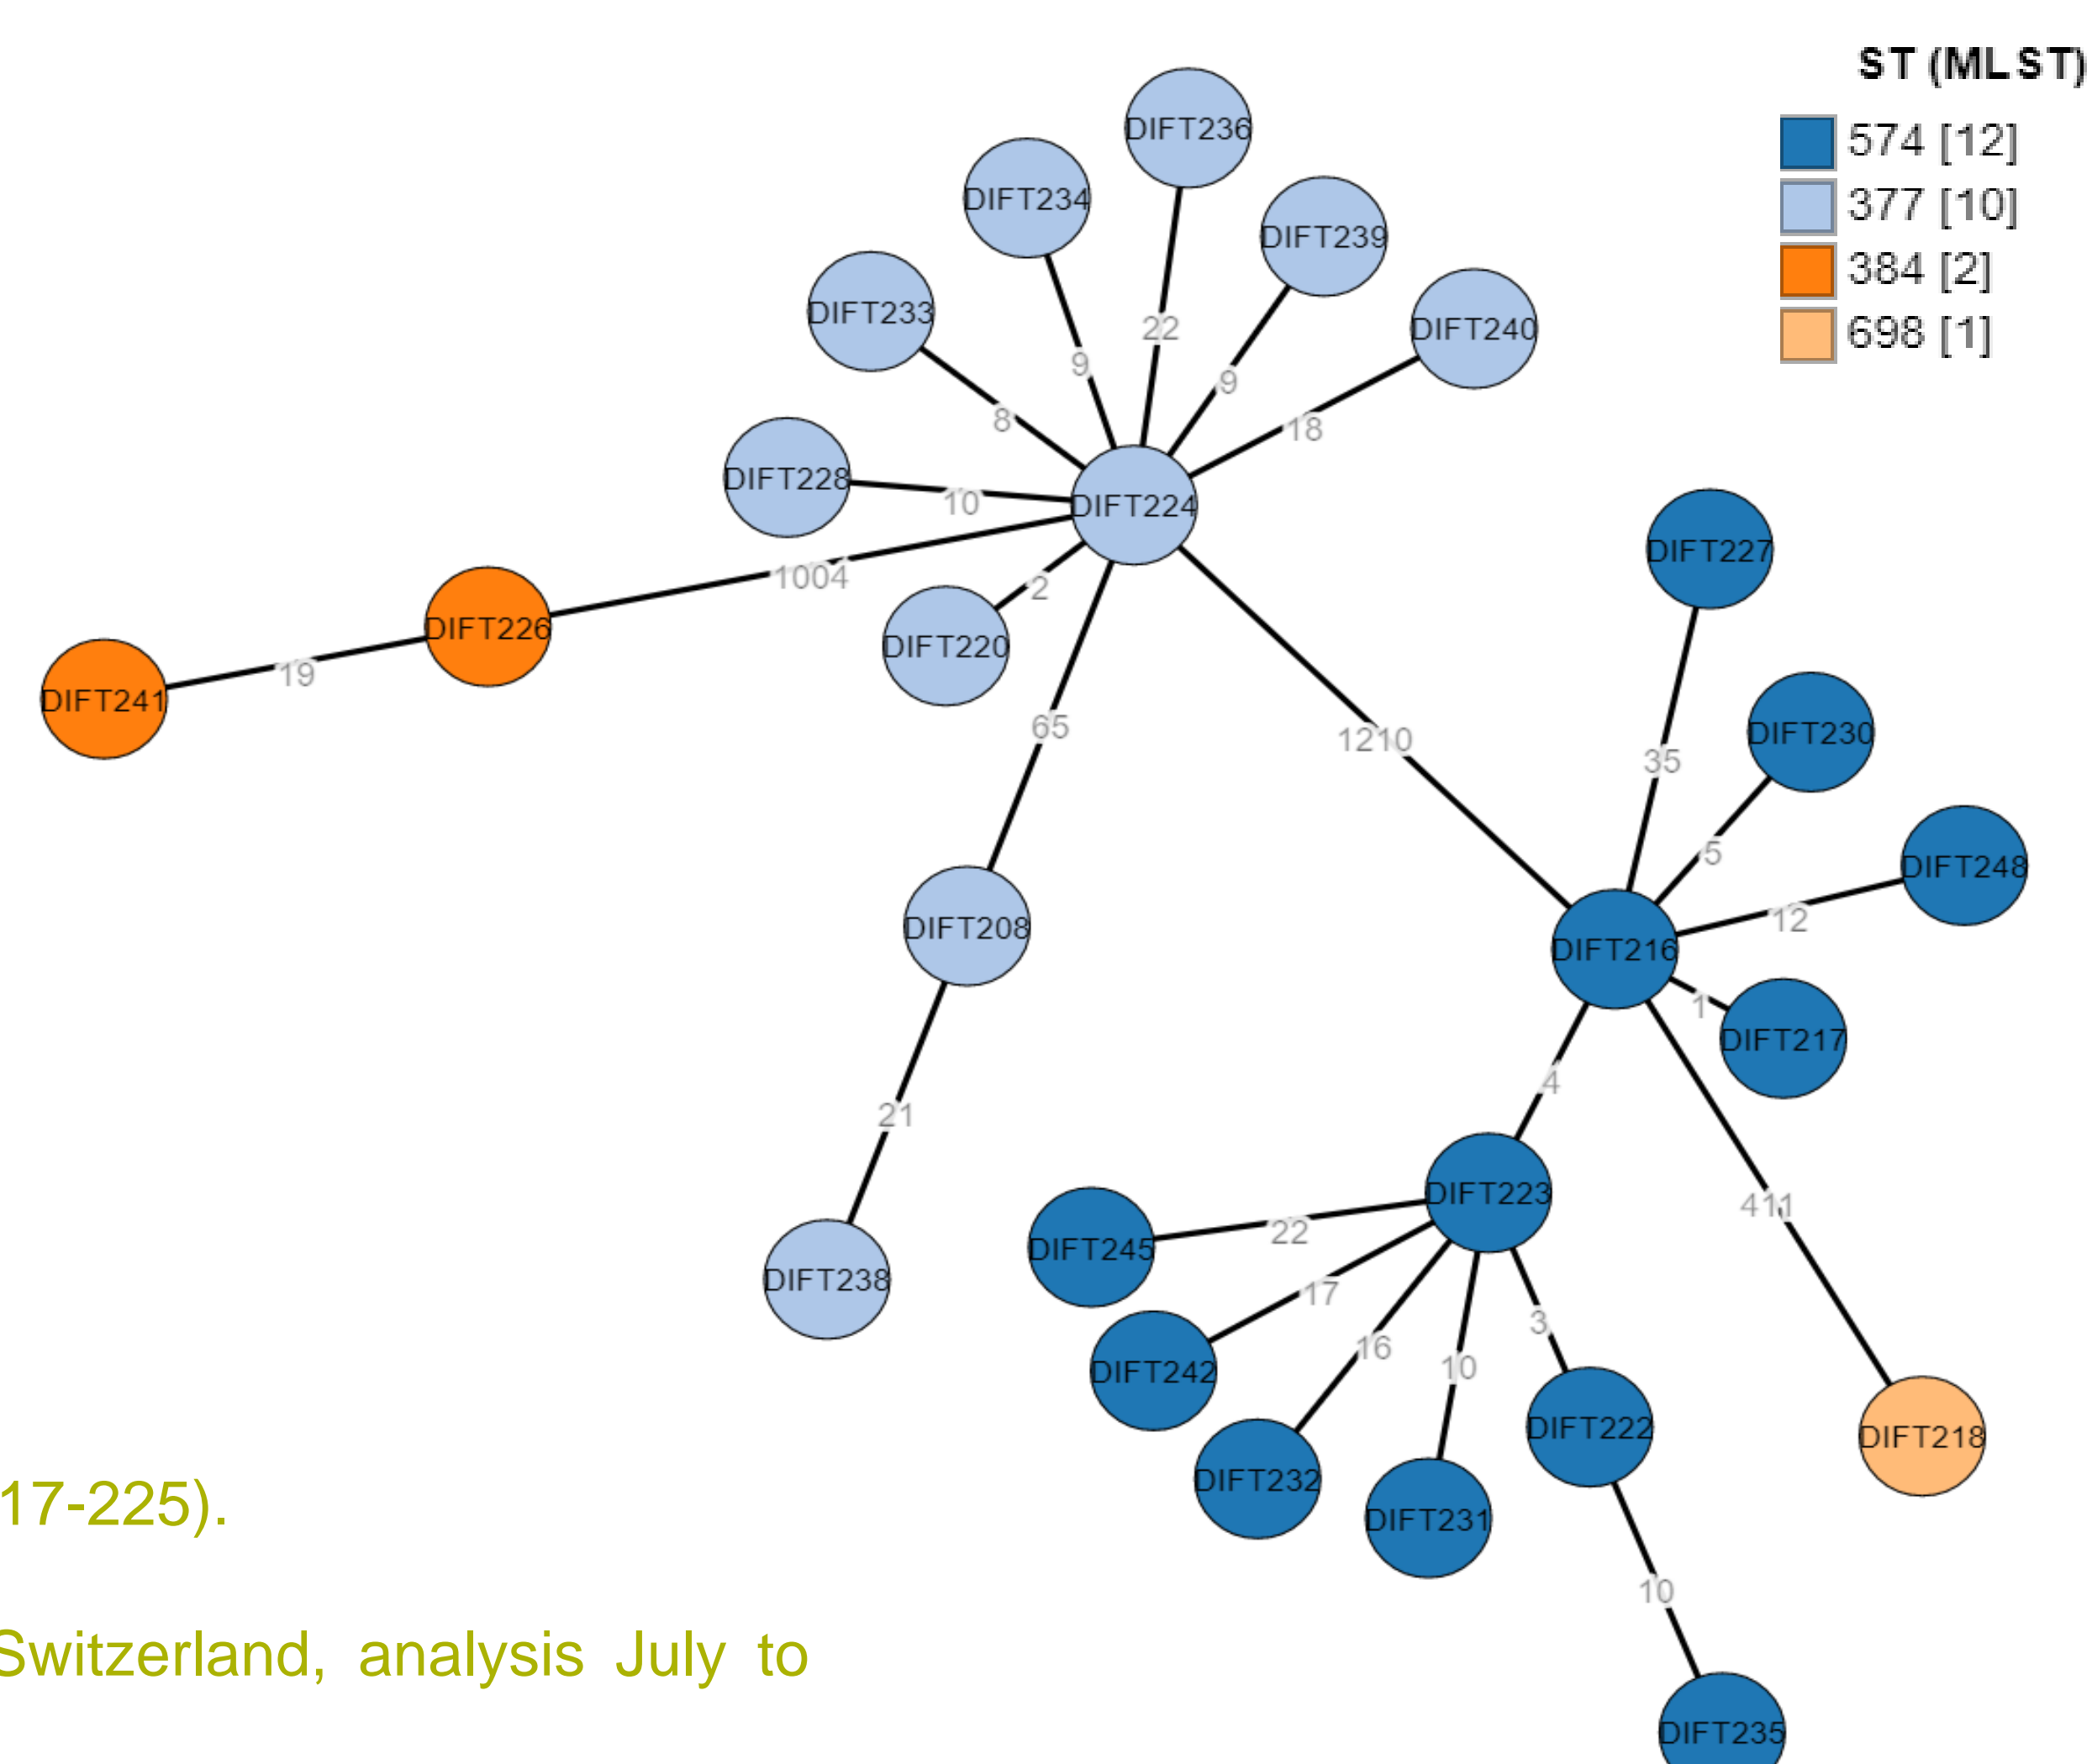 ST (MLST)
574 [12]
377 [10]
384 [2]
698 [1]
DIFT236
DIFT234
DIFT239
DIFT233
DIFT240
22
9
9
8
18
DIFT228
10
DIFT224
DIFT227
1004
2
DIFT226
DIFT220
19
DIFT241
65
1210
35
DIFT230
5
DIFT248
12
DIFT208
DIFT216
1
DIFT217
4
21
DIFT223
411
22
DIFT245
DIFT238
17
3
16
10
DIFT242
DIFT222
DIFT218
DIFT232
DIFT231
17-225).
10
Switzerland, analysis July to
DIFT235